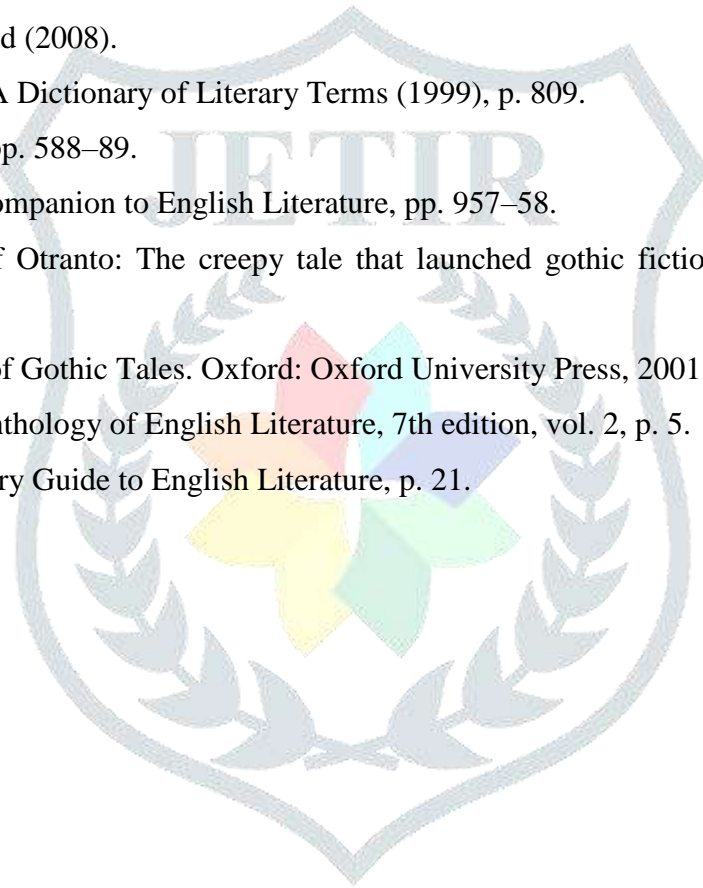 d (2008).
A Dictionary of Literary Terms (1999), p. 809.
pp. 588–89.
ompanion to English Literature, pp. 957–58.
f Otranto: The creepy tale that launched gothic fictio
of Gothic Tales. Oxford: Oxford University Press, 2001
nthology of English Literature, 7th edition, vol. 2, p. 5.
ry Guide to English Literature, p. 21.
JETIR